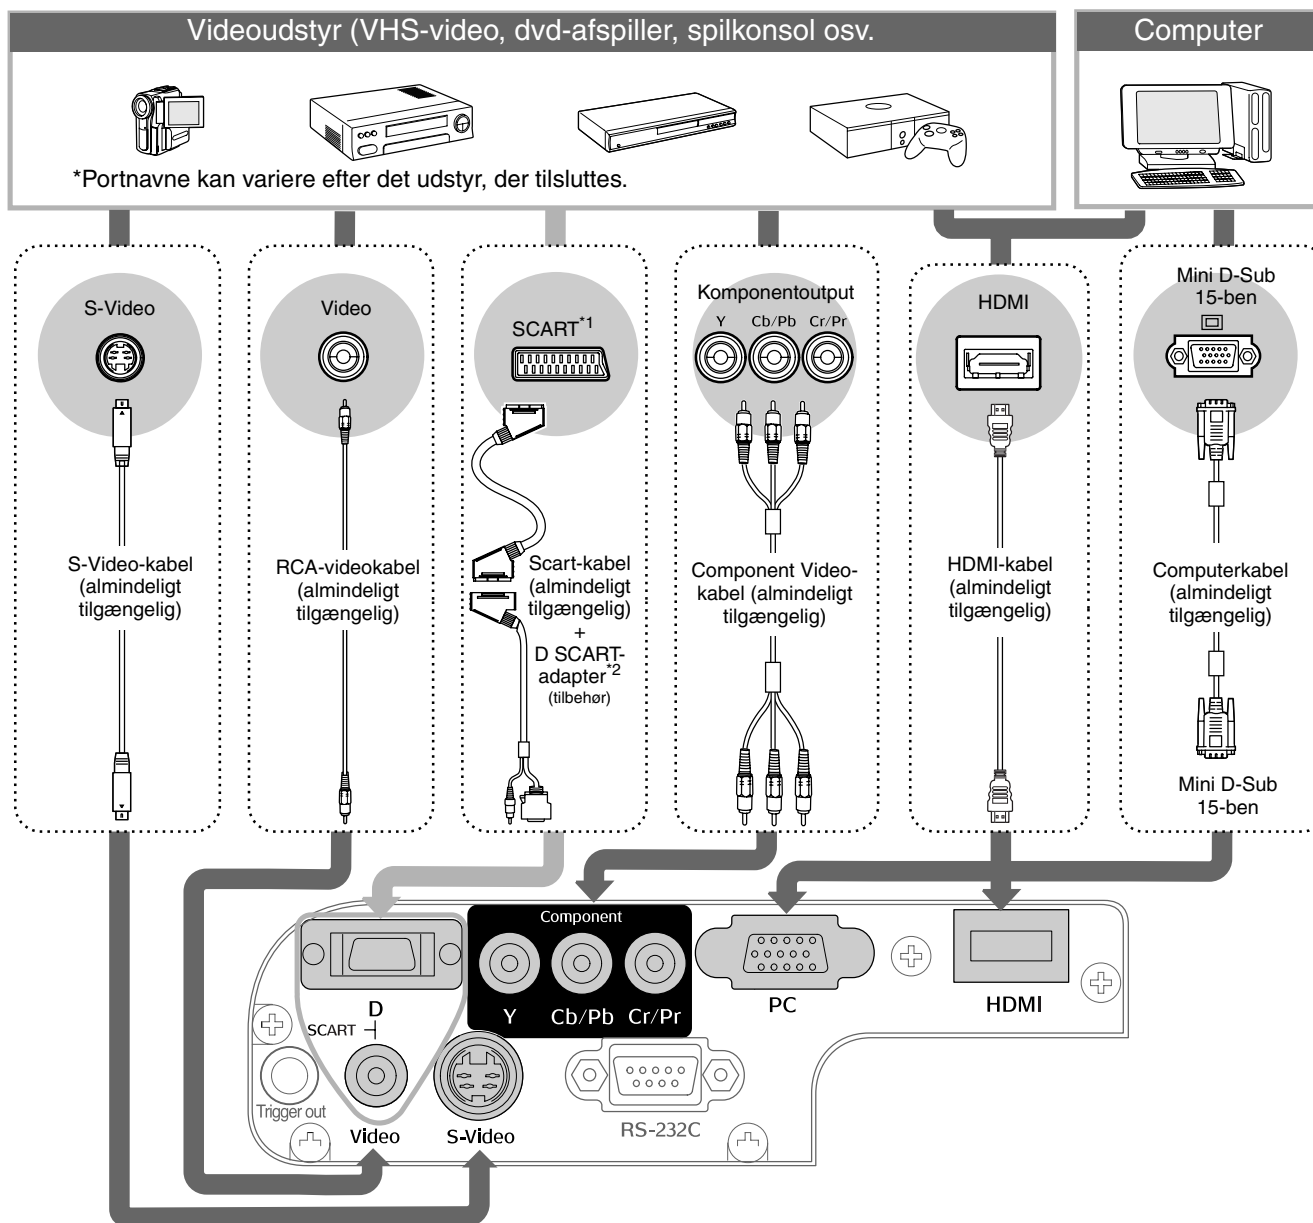 Videoudstyr (VHS-video, dvd-afspiller, spilkonsol osv.
Computer
*Portnavne kan variere efter det udstyr, der tilsluttes.
S-Video
Video
SCART*1
Komponentoutput
Y Cb/Pb Cr/Pr
HDMI
Mini D-Sub
15-ben
S-Video-kabel
(almindeligt
tilgængelig)
RCA-videokabel
(almindeligt
tilgængelig)
Scart-kabel
(almindeligt
tilgængelig)
+
D SCART-
adapter*2
(tilbehør)
Component Video-
kabel (almindeligt
tilgængelig)
HDMI-kabel
(almindeligt
tilgængelig)
Computerkabel
(almindeligt
tilgængelig)
Mini D-Sub
15-ben
Component
Y Cb/Pb Cr/Pr
PC
HDMI
D
SCART
Trigger out
Video
S-Video
RS-232C